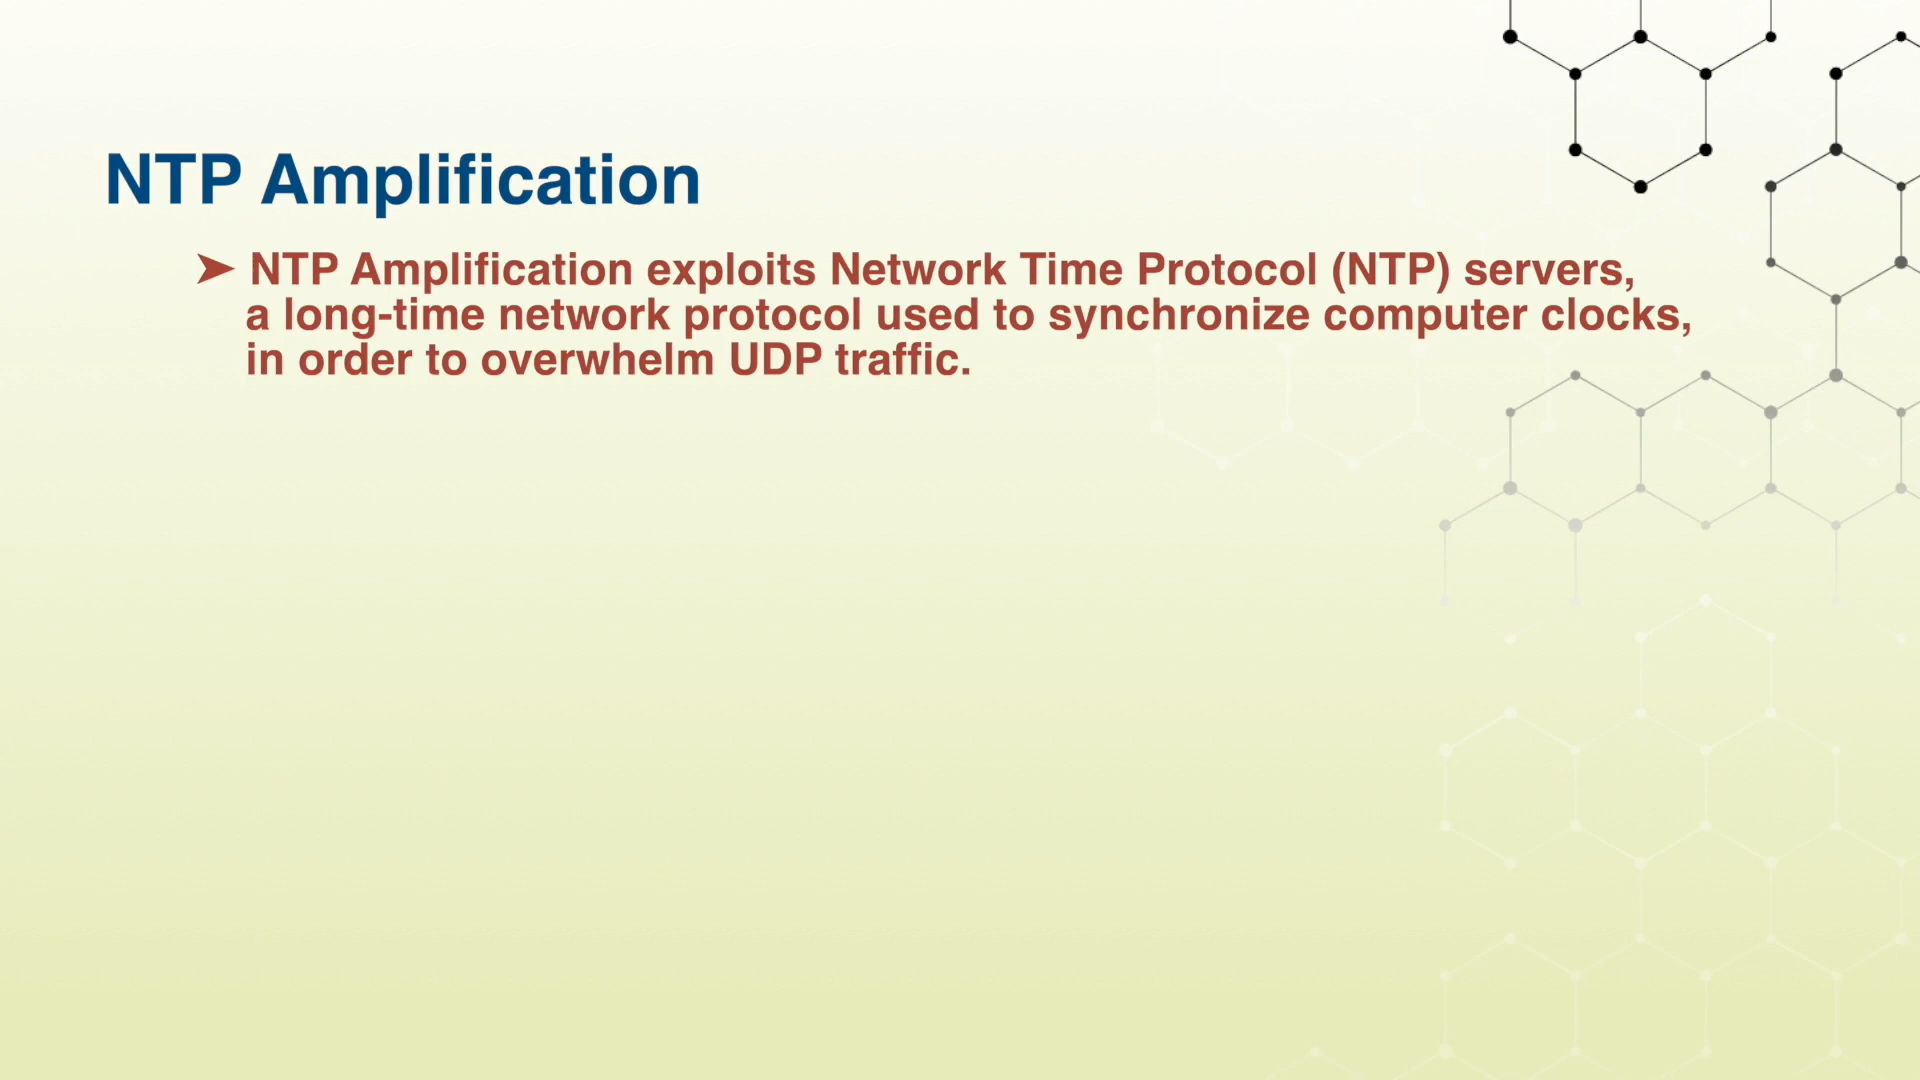 NTP Amplification
➤ NTP Amplification exploits Network Time Protocol (NTP) servers,
a long-time network protocol used to synchronize computer clocks,
in order to overwhelm UDP traffic.